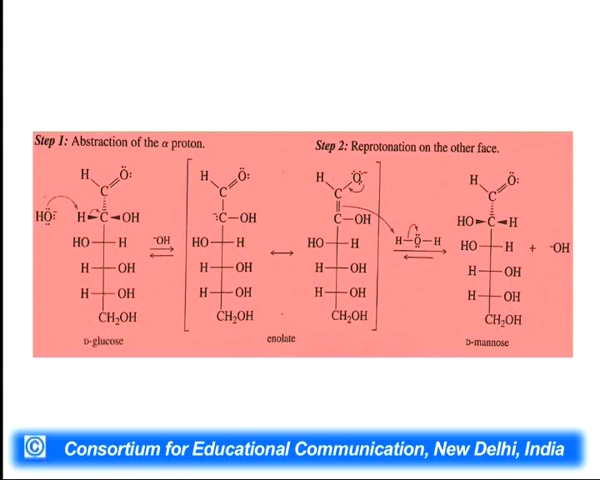 Step 1: Abstraction of the α proton.
Step 2: Reprotonation on the other face.
H Ö: H Ö: H :Ö:⁻ H Ö:
C C C C
HÖ:⁻ H C OH ⁻:C—OH C—OH H—Ö—H HO C H
HO H ⁻OH HO H HO H HO H + ⁻OH
H OH H OH H OH H OH
H OH H OH H OH H OH
CH₂OH CH₂OH CH₂OH CH₂OH
D-glucose enolate D-mannose
© Consortium for Educational Communication, New Delhi, India